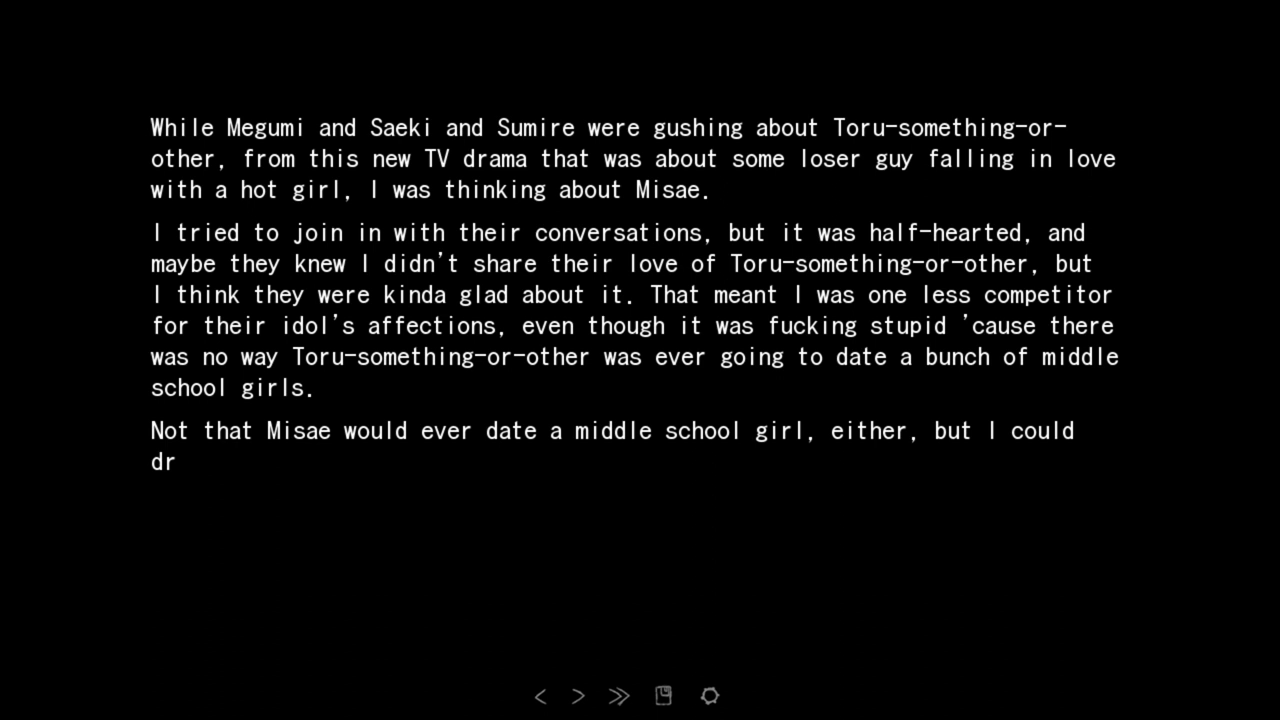 While Megumi and Saeki and Sumire were gushing about Toru-something-or-
other, from this new TV drama that was about some loser guy falling in love
with a hot girl, I was thinking about Misae.
I tried to join in with their conversations, but it was half-hearted, and
maybe they knew I didn't share their love of Toru-something-or-other, but
I think they were kinda glad about it. That meant I was one less competitor
for their idol's affections, even though it was fucking stupid 'cause there
was no way Toru-something-or-other was ever going to date a bunch of middle
school girls.
Not that Misae would ever date a middle school girl, either, but I could
dr